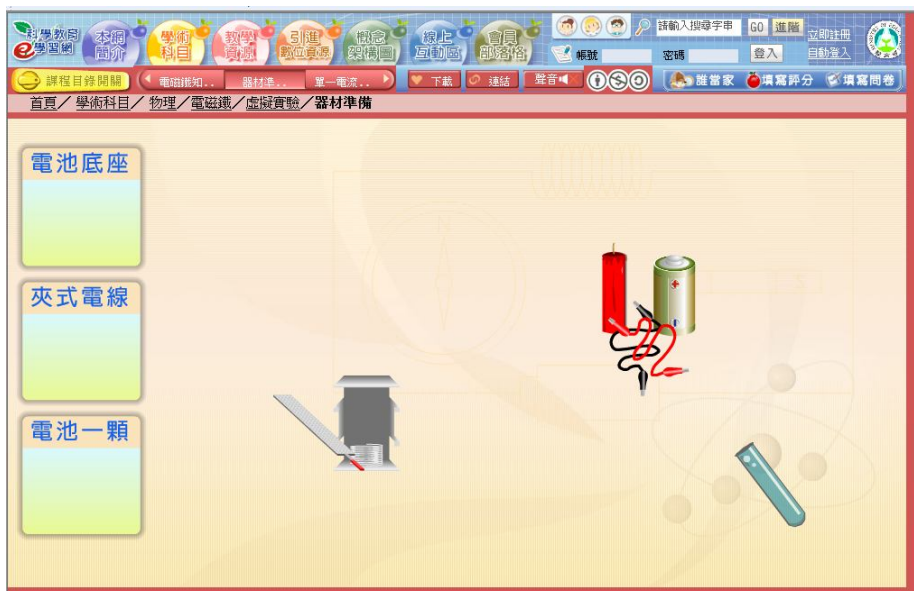 科學教育
e學習網
本網
簡介
學術
科目
教學
資源
引進
數位資源
概念
架構圖
線上
互動區
會員
部落格
請輸入搜尋字串
GO
進階
立即註冊
帳號
密碼
登入
自動登入
課程目錄開關
電磁鐵知..
器材準..
單一電流..
下載
連結
聲音
誰當家
填寫評分
填寫問卷
首頁／學術科目／物理／電磁鐵／虛擬實驗／器材準備
電池底座
夾式電線
電池一顆